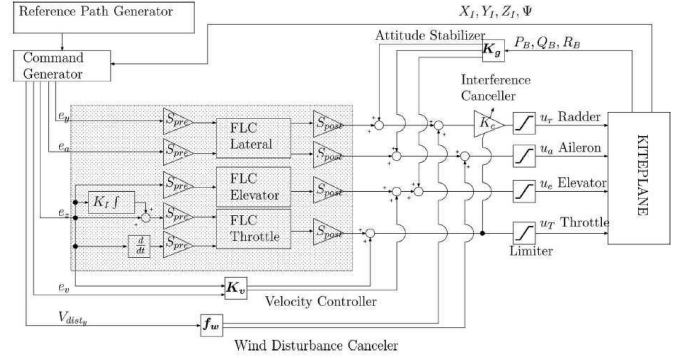 Reference Path Generator
X_I, Y_I, Z_I, Ψ
Attitude Stabilizer
Command
Generator
K_g
P_B, Q_B, R_B
Interference
Canceller
e_y
S_pre
FLC
Lateral
S_post
K_c
u_r Radder
e_a
S_pre
S_post
u_a Aileron
KITEPLANE
S_pre
FLC
Elevator
S_post
u_e Elevator
K_I ∫
e_z
S_pre
FLC
Throttle
S_post
u_T Throttle
d/dt
S_pre
Limiter
e_v
K_v
Velocity Controller
V_dist_y
f_w
Wind Disturbance Canceler